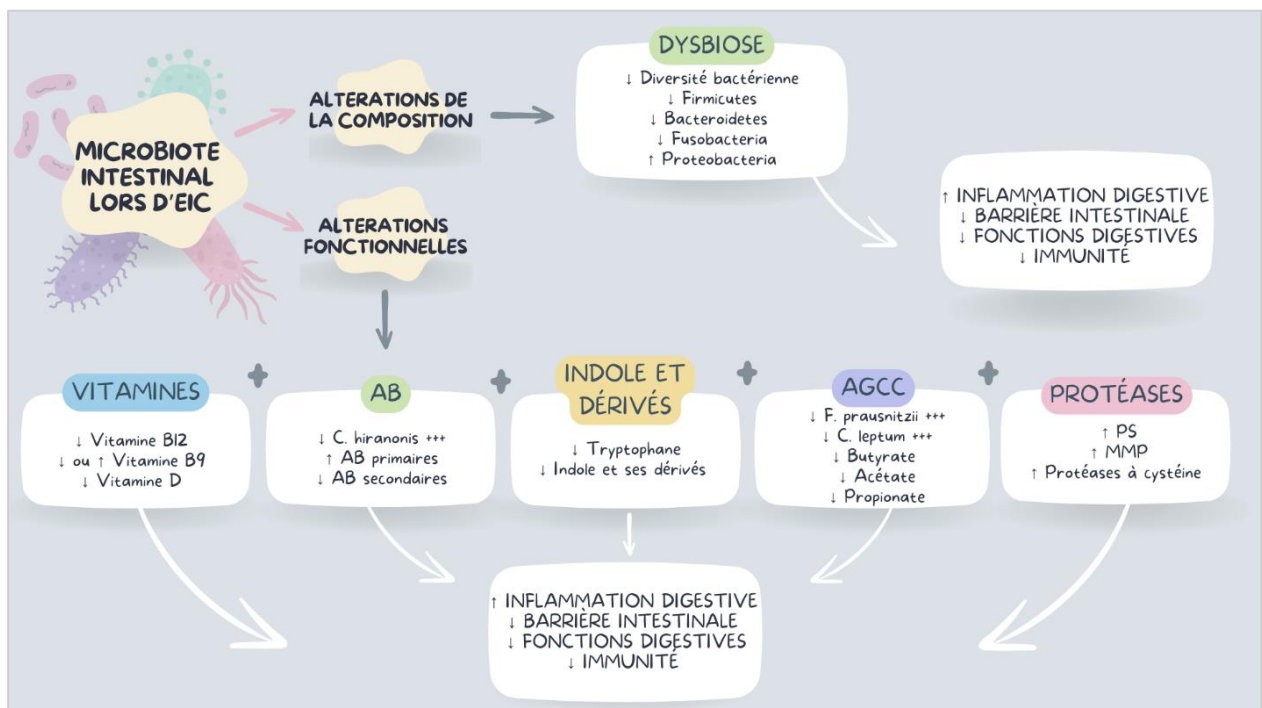 MICROBIOTE
INTESTINAL
LORS D'EIC
ALTERATIONS DE
LA COMPOSITION
ALTERATIONS
FONCTIONNELLES
DYSBIOSE
↓ Diversité bactérienne
↓ Firmicutes
↓ Bacteroidetes
↓ Fusobacteria
↑ Proteobacteria
↑ INFLAMMATION DIGESTIVE
↓ BARRIÈRE INTESTINALE
↓ FONCTIONS DIGESTIVES
↓ IMMUNITÉ
VITAMINES
↓ Vitamine B12
↓ ou ↑ Vitamine B9
↓ Vitamine D
+
AB
↓ C. hiranonis +++
↑ AB primaires
↓ AB secondaires
+
INDOLE ET
DÉRIVÉS
↓ Tryptophane
↓ Indole et ses dérivés
+
AGCC
↓ F. prausnitzii +++
↓ C. leptum +++
↓ Butyrate
↓ Acétate
↓ Propionate
+
PROTÉASES
↑ PS
↑ MMP
↑ Protéases à cystéine
↑ INFLAMMATION DIGESTIVE
↓ BARRIÈRE INTESTINALE
↓ FONCTIONS DIGESTIVES
↓ IMMUNITÉ